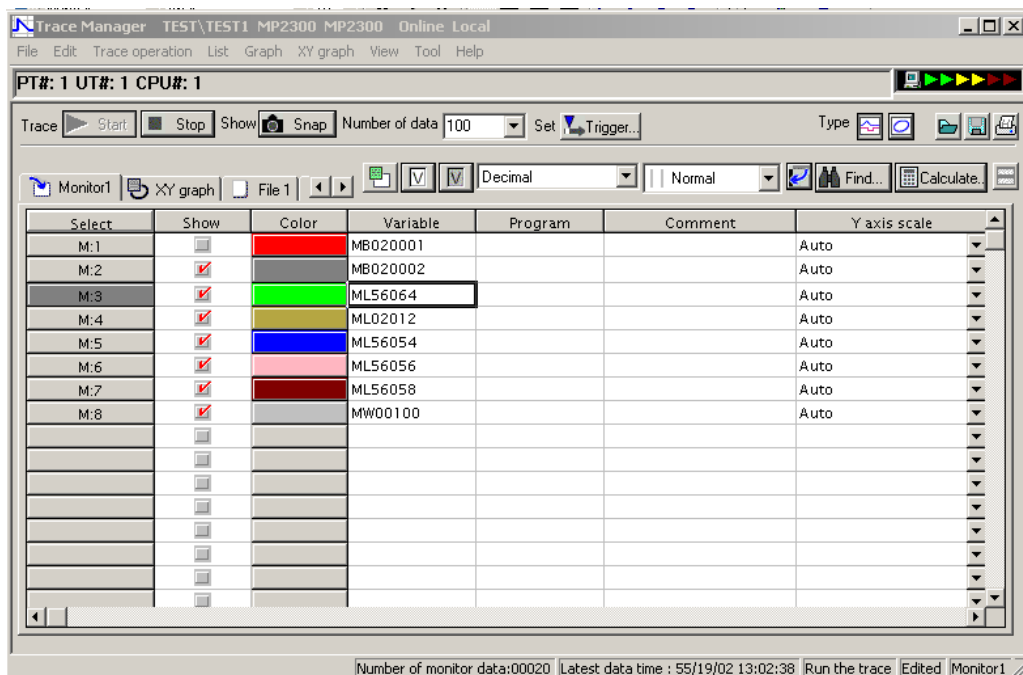 Trace Manager TEST\TEST1 MP2300 MP2300 Online Local
File Edit Trace operation List Graph XY graph View Tool Help
PT#: 1 UT#: 1 CPU#: 1
Trace Start Stop Show Snap Number of data 100 Set Trigger... Type
Monitor1 XY graph File 1 V V Decimal Normal Find... Calculate..
Select Show Color Variable Program Comment Y axis scale
M:1 MB020001 Auto
M:2 MB020002 Auto
M:3 ML56064 Auto
M:4 ML02012 Auto
M:5 ML56054 Auto
M:6 ML56056 Auto
M:7 ML56058 Auto
M:8 MW00100 Auto
Number of monitor data:00020 Latest data time : 55/19/02 13:02:38 Run the trace Edited Monitor1